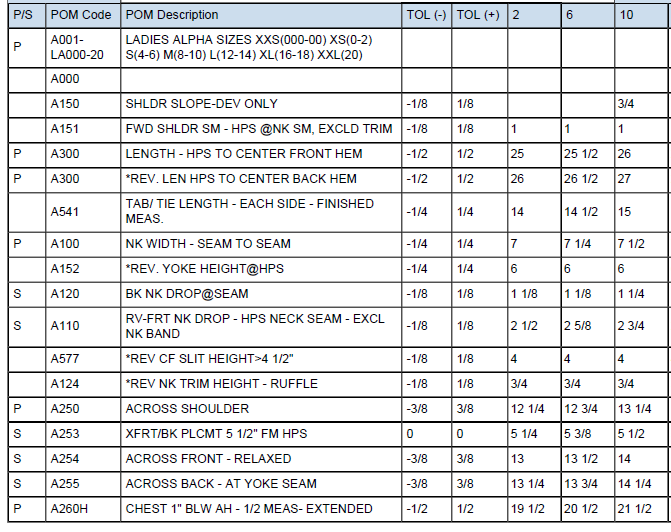 P/S POM Code POM Description TOL (-) TOL (+) 2 6 10
P A001-LA000-20 LADIES ALPHA SIZES XXS(000-00) XS(0-2) S(4-6) M(8-10) L(12-14) XL(16-18) XXL(20)
A000
A150 SHLDR SLOPE-DEV ONLY -1/8 1/8 3/4
A151 FWD SHLDR SM - HPS @NK SM, EXCLD TRIM -1/8 1/8 1 1 1
P A300 LENGTH - HPS TO CENTER FRONT HEM -1/2 1/2 25 25 1/2 26
P A300 *REV. LEN HPS TO CENTER BACK HEM -1/2 1/2 26 26 1/2 27
A541 TAB/ TIE LENGTH - EACH SIDE - FINISHED MEAS. -1/4 1/4 14 14 1/2 15
P A100 NK WIDTH - SEAM TO SEAM -1/4 1/4 7 7 1/4 7 1/2
A152 *REV. YOKE HEIGHT@HPS -1/4 1/4 6 6 6
S A120 BK NK DROP@SEAM -1/8 1/8 1 1/8 1 1/8 1 1/4
S A110 RV-FRT NK DROP - HPS NECK SEAM - EXCL NK BAND -1/8 1/8 2 1/2 2 5/8 2 3/4
A577 *REV CF SLIT HEIGHT>4 1/2" -1/8 1/8 4 4 4
A124 *REV NK TRIM HEIGHT - RUFFLE -1/8 1/8 3/4 3/4 3/4
P A250 ACROSS SHOULDER -3/8 3/8 12 1/4 12 3/4 13 1/4
S A253 XFRT/BK PLCMT 5 1/2" FM HPS 0 0 5 1/4 5 3/8 5 1/2
S A254 ACROSS FRONT - RELAXED -3/8 3/8 13 13 1/2 14
S A255 ACROSS BACK - AT YOKE SEAM -3/8 3/8 13 1/4 13 3/4 14 1/4
P A260H CHEST 1" BLW AH - 1/2 MEAS- EXTENDED -1/2 1/2 19 1/2 20 1/2 21 1/2